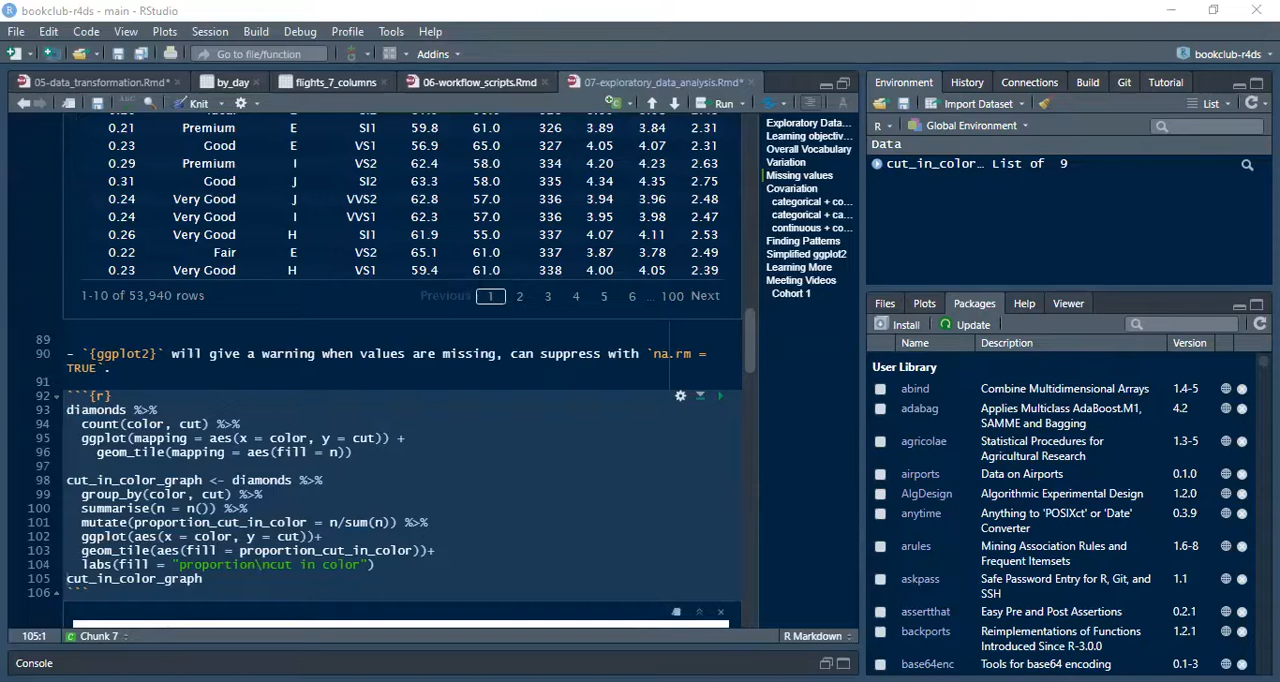 bookclub-r4ds - main - RStudio
File Edit Code View Plots Session Build Debug Profile Tools Help
Go to file/function Addins bookclub-r4ds
05-data_transformation.Rmd* by_day flights_7_columns 06-workflow_scripts.Rmd 07-exploratory_data_analysis.Rmd*
Knit Run
0.21 Premium E SI1 59.8 61.0 326 3.89 3.84 2.31
0.23 Good E VS1 56.9 65.0 327 4.05 4.07 2.31
0.29 Premium I VS2 62.4 58.0 334 4.20 4.23 2.63
0.31 Good J SI2 63.3 58.0 335 4.34 4.35 2.75
0.24 Very Good J VVS2 62.8 57.0 336 3.94 3.96 2.48
0.24 Very Good I VVS1 62.3 57.0 336 3.95 3.98 2.47
0.26 Very Good H SI1 61.9 55.0 337 4.07 4.11 2.53
0.22 Fair E VS2 65.1 61.0 337 3.87 3.78 2.49
0.23 Very Good H VS1 59.4 61.0 338 4.00 4.05 2.39
1-10 of 53,940 rows Previous 1 2 3 4 5 6 ... 100 Next
89
90 - `{ggplot2}` will give a warning when values are missing, can suppress with `na.rm =
TRUE`.
91
92 ```{r}
93 diamonds %>%
94 count(color, cut) %>%
95 ggplot(mapping = aes(x = color, y = cut)) +
96 geom_tile(mapping = aes(fill = n))
97
98 cut_in_color_graph <- diamonds %>%
99 group_by(color, cut) %>%
100 summarise(n = n()) %>%
101 mutate(proportion_cut_in_color = n/sum(n)) %>%
102 ggplot(aes(x = color, y = cut))+
103 geom_tile(aes(fill = proportion_cut_in_color))+
104 labs(fill = "proportion\ncut in color")
105 cut_in_color_graph
106 ```
105:1 Chunk 7 R Markdown
Console
Exploratory Data...
Learning objectiv...
Overall Vocabulary
Variation
Missing values
Covariation
categorical + co...
categorical + ca...
continuous + co...
Finding Patterns
Simplified ggplot2
Learning More
Meeting Videos
Cohort 1
Environment History Connections Build Git Tutorial
Import Dataset List
R Global Environment
Data
cut_in_color… List of 9
Files Plots Packages Help Viewer
Install Update
Name Description Version
User Library
abind Combine Multidimensional Arrays 1.4-5
adabag Applies Multiclass AdaBoost.M1, 4.2
SAMME and Bagging
agricolae Statistical Procedures for 1.3-5
Agricultural Research
airports Data on Airports 0.1.0
AlgDesign Algorithmic Experimental Design 1.2.0
anytime Anything to 'POSIXct' or 'Date' 0.3.9
Converter
arules Mining Association Rules and 1.6-8
Frequent Itemsets
askpass Safe Password Entry for R, Git, and 1.1
SSH
assertthat Easy Pre and Post Assertions 0.2.1
backports Reimplementations of Functions 1.2.1
Introduced Since R-3.0.0
base64enc Tools for base64 encoding 0.1-3